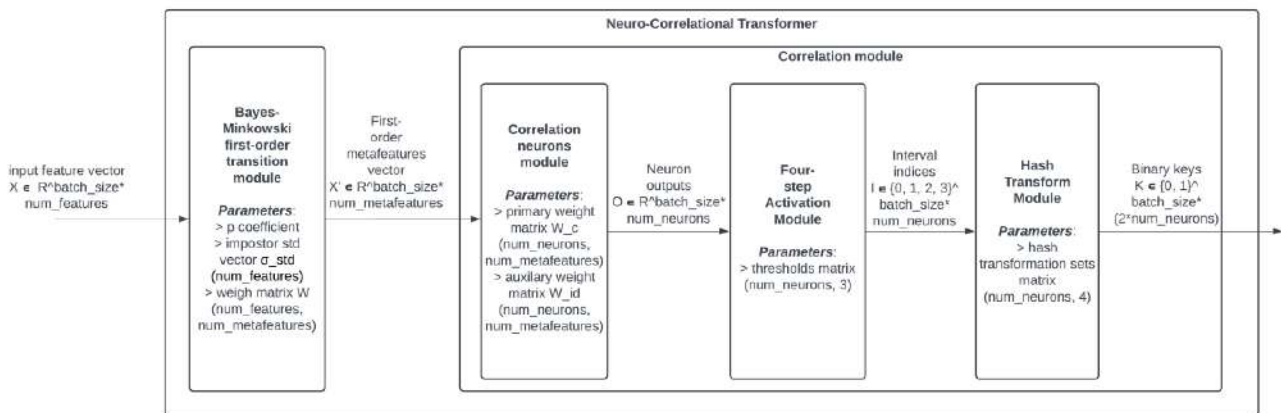 Neuro-Correlational Transformer
Correlation module
input feature vector
X ∈ R^batch_size*
num_features
Bayes-
Minkowski
first-order
transition
module
Parameters:
> p coefficient
> impostor std
vector σ_std
(num_features)
> weigh matrix W
(num_features,
num_metafeatures)
First-
order
metafeatures
vector
X' ∈ R^batch_size*
num_metafeatures
Correlation
neurons
module
Parameters:
> primary weight
matrix W_c
(num_neurons,
num_metafeatures)
> auxilary weight
matrix W_id
(num_neurons,
num_metafeatures)
Neuron
outputs
O ∈ R^batch_size*
num_neurons
Four-
step
Activation
Module
Parameters:
> thresholds matrix
(num_neurons, 3)
Interval
indices
I ∈ {0, 1, 2, 3}^
batch_size*
num_neurons
Hash
Transform
Module
Parameters:
> hash
transformation sets
matrix
(num_neurons, 4)
Binary keys
K ∈ {0, 1}^
batch_size*
(2*num_neurons)